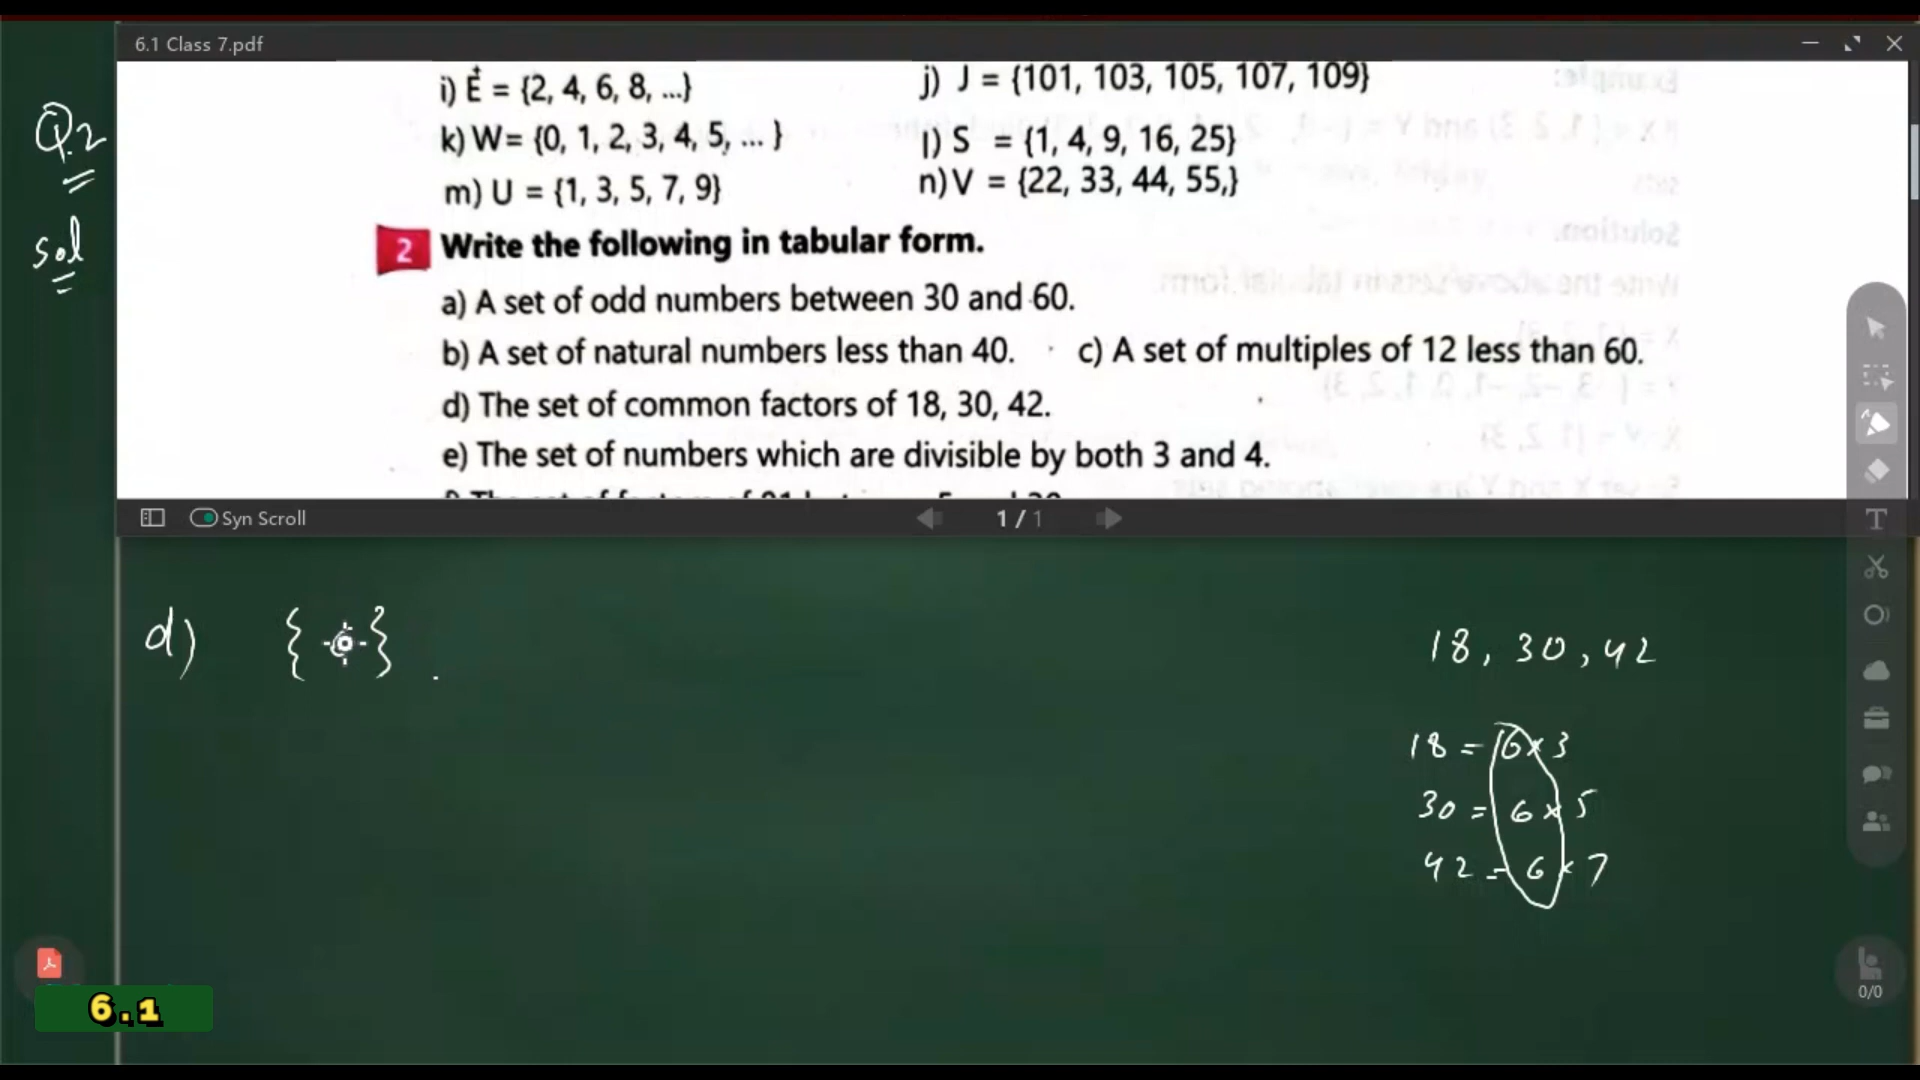 6.1 Class 7.pdf
i) E = {2, 4, 6, 8, ...}
j) J = {101, 103, 105, 107, 109}
k) W= {0, 1, 2, 3, 4, 5, ... }
l) S = {1, 4, 9, 16, 25}
m) U = {1, 3, 5, 7, 9}
n) V = {22, 33, 44, 55,}
Q.2
sol
2 Write the following in tabular form.
a) A set of odd numbers between 30 and 60.
b) A set of natural numbers less than 40. c) A set of multiples of 12 less than 60.
d) The set of common factors of 18, 30, 42.
e) The set of numbers which are divisible by both 3 and 4.
Syn Scroll
1 / 1
d) { }
18, 30, 42
18 = 6×3
30 = 6×5
42 = 6×7
6.1
0/0